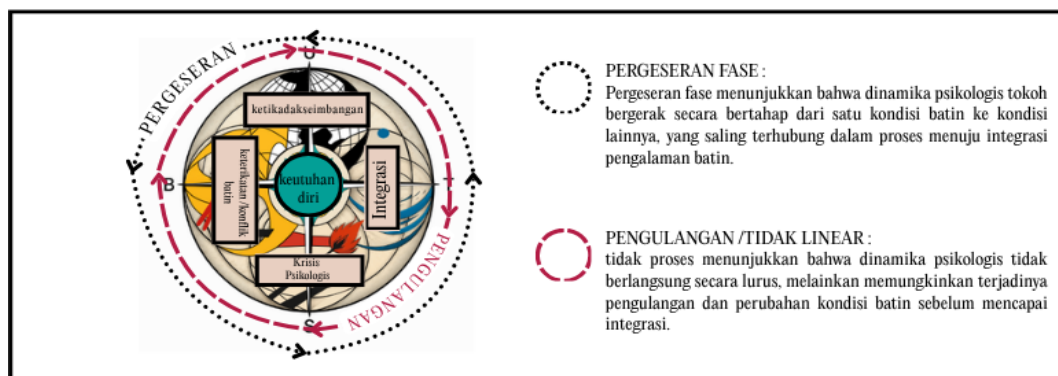 PERGESERAN
U
ketikadakseimbangan
keterikatan /konflik
batin
B
keutuhan
diri
Integrasi
T
Krisis
Psikologis
S
PENGULANGAN
PERGESERAN FASE :
Pergeseran fase menunjukkan bahwa dinamika psikologis tokoh
bergerak secara bertahap dari satu kondisi batin ke kondisi
lainnya, yang saling terhubung dalam proses menuju integrasi
pengalaman batin.
PENGULANGAN /TIDAK LINEAR :
tidak proses menunjukkan bahwa dinamika psikologis tidak
berlangsung secara lurus, melainkan memungkinkan terjadinya
pengulangan dan perubahan kondisi batin sebelum mencapai
integrasi.